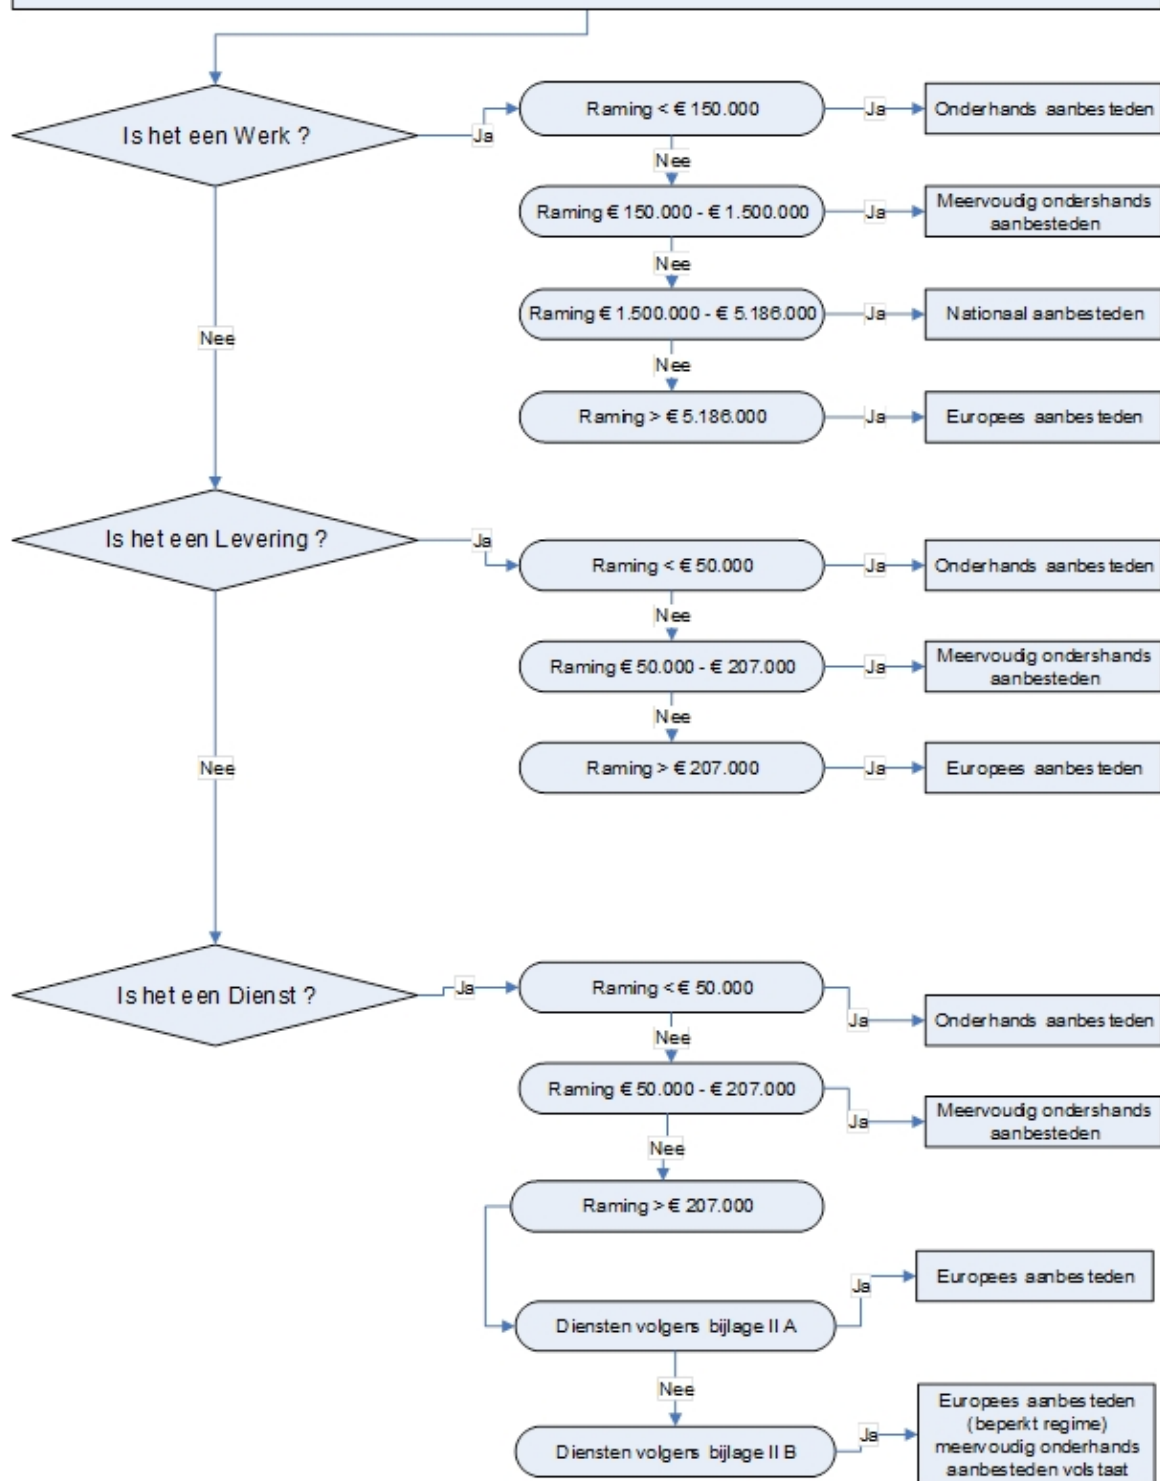 Is het een Werk ?
Ja
Raming < € 150.000
Ja
Onderhands aanbesteden
Nee
Raming € 150.000 - € 1.500.000
Ja
Meervoudig ondershands
aanbesteden
Nee
Raming € 1.500.000 - € 5.186.000
Ja
Nationaal aanbesteden
Nee
Nee
Raming > € 5.186.000
Ja
Europees aanbesteden
Is het een Levering ?
Ja
Raming < € 50.000
Ja
Onderhands aanbesteden
Nee
Raming € 50.000 - € 207.000
Ja
Meervoudig ondershands
aanbesteden
Nee
Nee
Raming > € 207.000
Ja
Europees aanbesteden
Is het een Dienst ?
Ja
Raming < € 50.000
Ja
Onderhands aanbesteden
Nee
Raming € 50.000 - € 207.000
Ja
Meervoudig ondershands
aanbesteden
Nee
Raming > € 207.000
Diensten volgens bijlage II A
Ja
Europees aanbesteden
Nee
Diensten volgens bijlage II B
Ja
Europees aanbesteden
(beperkt regime)
meervoudig onderhands
aanbesteden volstaat